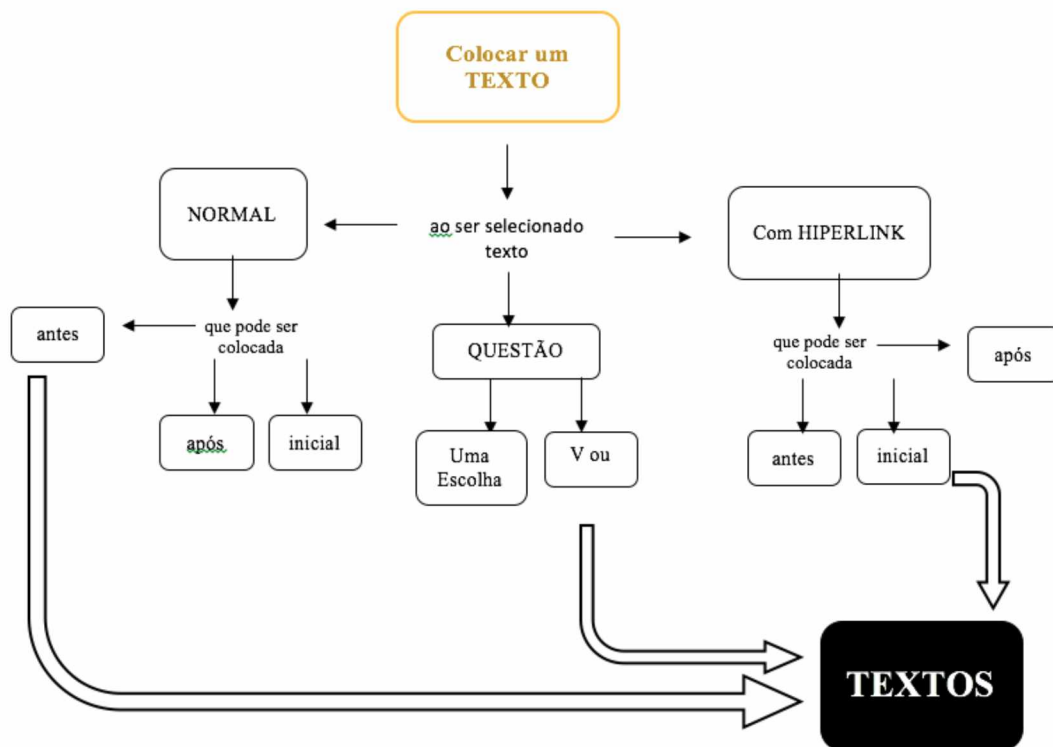 Colocar um
TEXTO
NORMAL
ao ser selecionado
texto
Com HIPERLINK
antes
que pode ser
colocada
QUESTÃO
que pode ser
colocada
após
após
inicial
Uma
Escolha
V ou
antes
inicial
TEXTOS